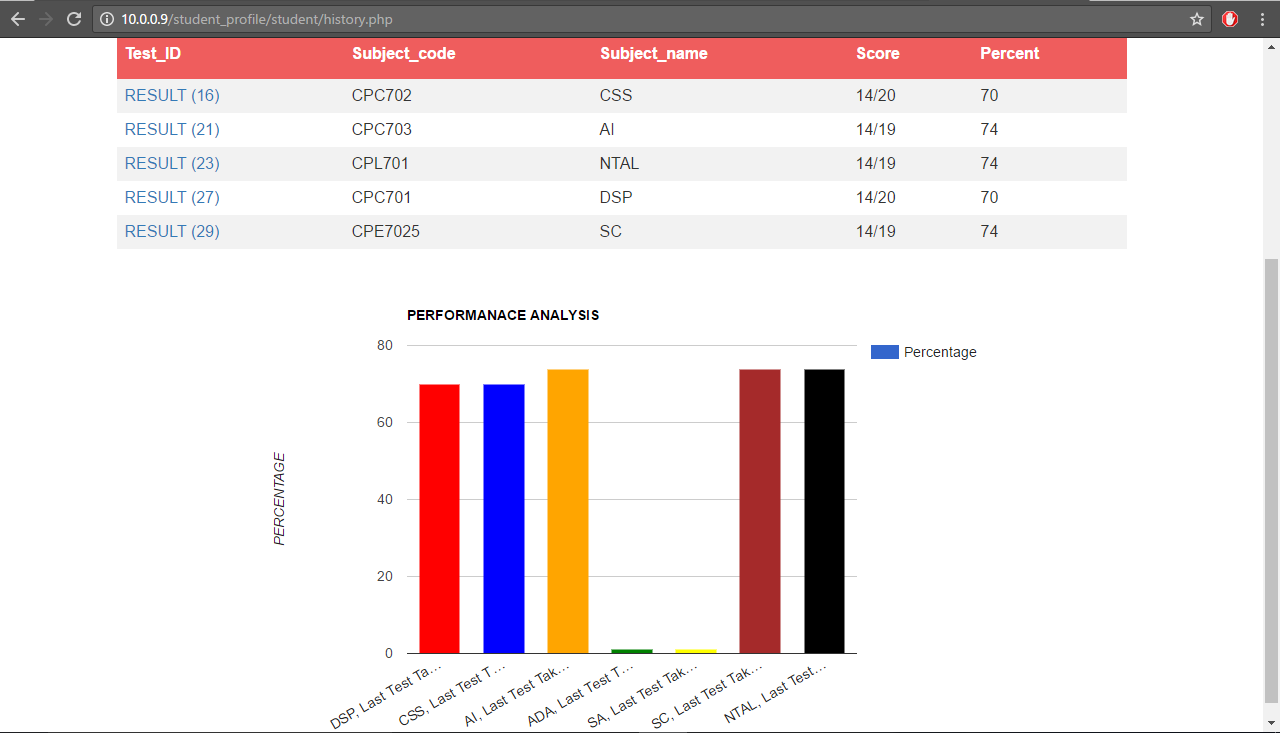 10.0.0.9/student_profile/student/history.php
Test_ID Subject_code Subject_name Score Percent
RESULT (16) CPC702 CSS 14/20 70
RESULT (21) CPC703 AI 14/19 74
RESULT (23) CPL701 NTAL 14/19 74
RESULT (27) CPC701 DSP 14/20 70
RESULT (29) CPE7025 SC 14/19 74
PERFORMANACE ANALYSIS
80
Percentage
60
40
20
0
PERCENTAGE
DSP, Last Test Ta...
CSS, Last Test T...
AI, Last Test Tak...
ADA, Last Test T...
SA, Last Test Tak...
SC, Last Test Tak...
NTAL, Last Test...